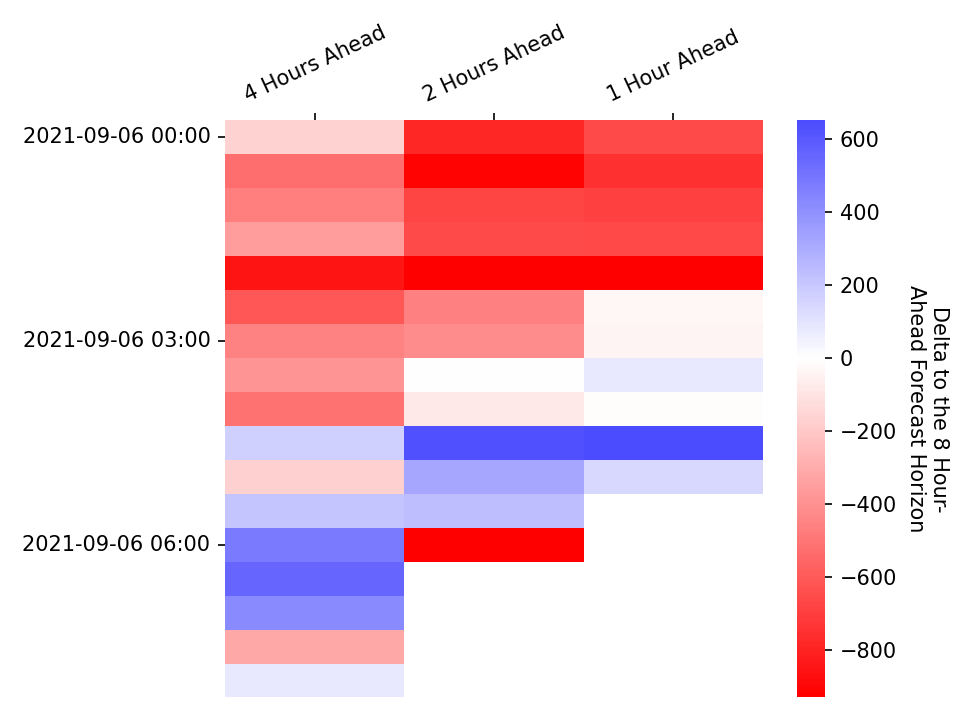 4 Hours Ahead
2 Hours Ahead
1 Hour Ahead
2021-09-06 00:00
2021-09-06 03:00
2021-09-06 06:00
600
400
200
0
−200
−400
−600
−800
Delta to the 8 Hour-
Ahead Forecast Horizon